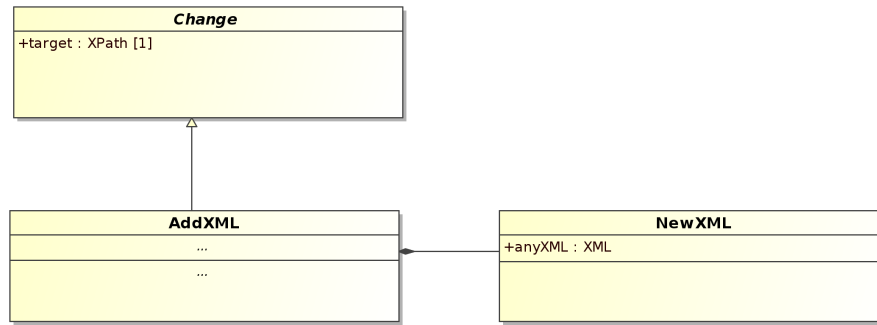 Change
+target : XPath [1]
AddXML
...
...
NewXML
+anyXML : XML